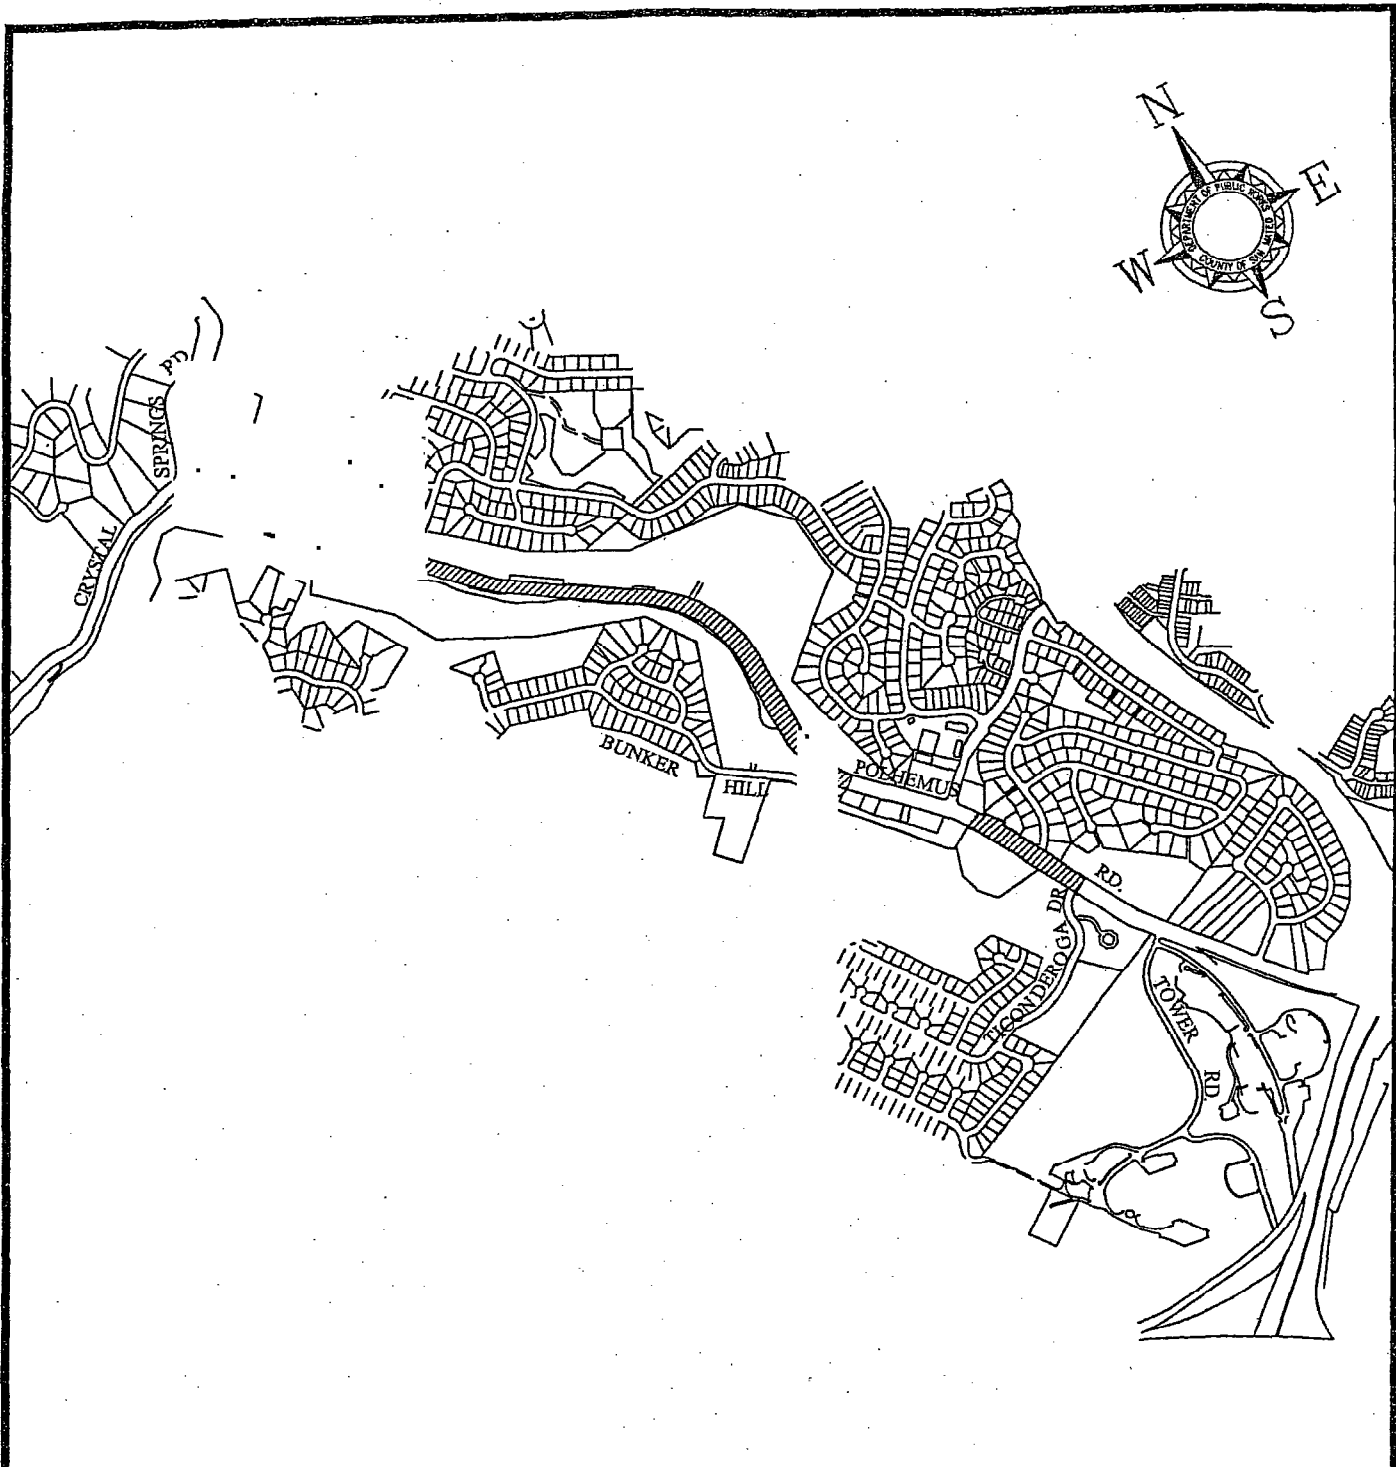 N
E
W
S
DEPARTMENT OF PUBLIC WORKS
COUNTY OF SAN MATEO
CRYSTAL
SPRINGS
RD.
BUNKER
HILL
POLHEMUS
RD.
TICONDEROGA
DR
TOWER
RD.